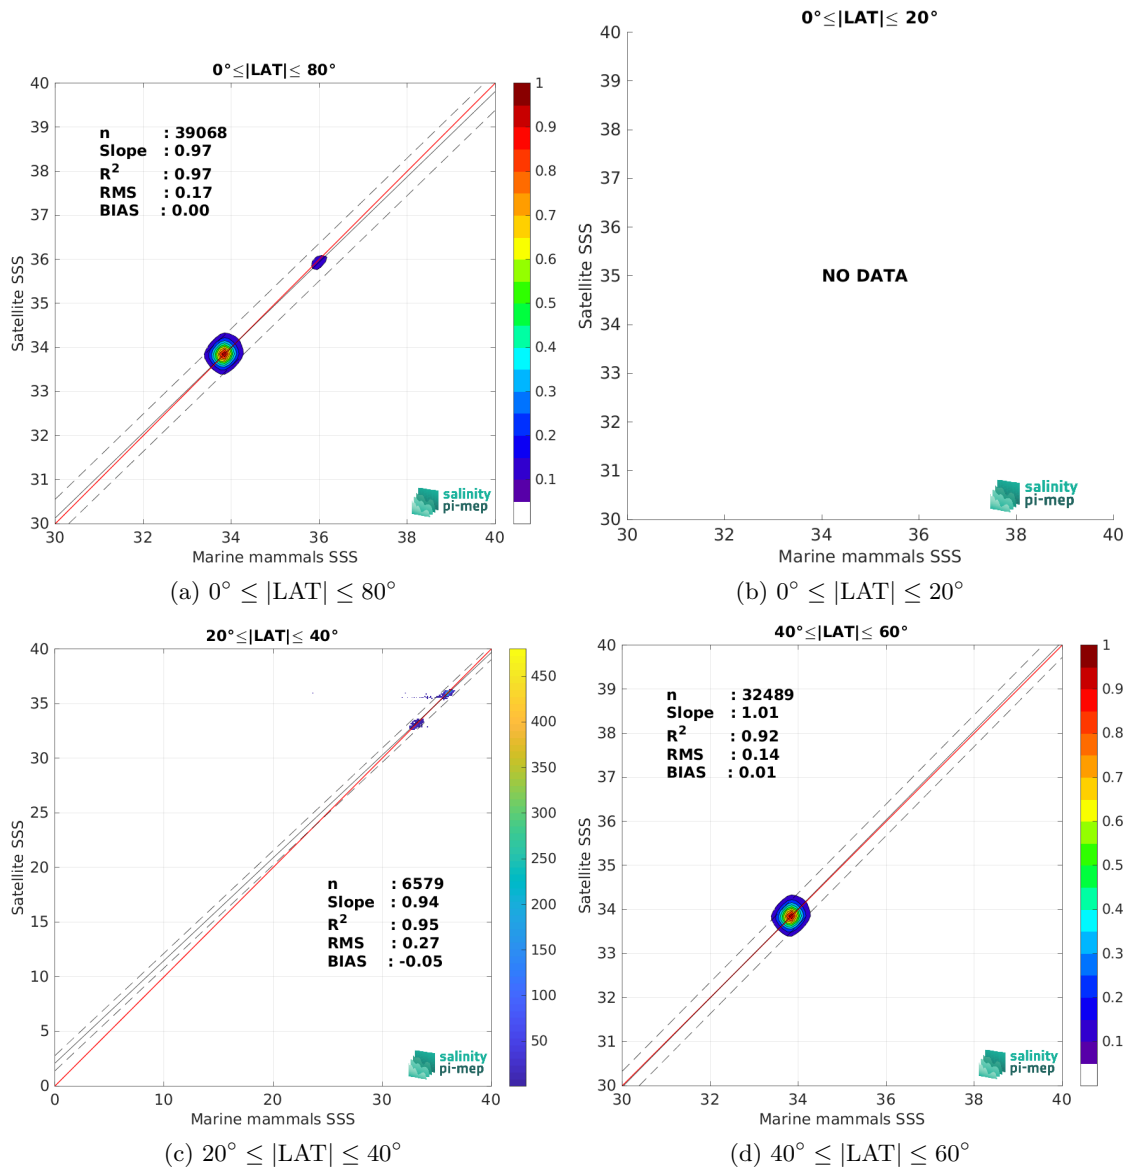 0°≤|LAT|≤ 80°
40
39
38
37
36
35
34
33
32
31
30
Satellite SSS
n : 39068
Slope : 0.97
R² : 0.97
RMS : 0.17
BIAS : 0.00
salinity
pi-mep
30 32 34 36 38 40
Marine mammals SSS
1
0.9
0.8
0.7
0.6
0.5
0.4
0.3
0.2
0.1
(a) 0° ≤ |LAT| ≤ 80°
0°≤|LAT|≤ 20°
40
39
38
37
36
35
34
33
32
31
30
Satellite SSS
NO DATA
salinity
pi-mep
30 32 34 36 38 40
Marine mammals SSS
(b) 0° ≤ |LAT| ≤ 20°
20°≤|LAT|≤ 40°
40
35
30
25
20
15
10
5
0
Satellite SSS
n : 6579
Slope : 0.94
R² : 0.95
RMS : 0.27
BIAS : -0.05
salinity
pi-mep
0 10 20 30 40
Marine mammals SSS
450
400
350
300
250
200
150
100
50
(c) 20° ≤ |LAT| ≤ 40°
40°≤|LAT|≤ 60°
40
39
38
37
36
35
34
33
32
31
30
Satellite SSS
n : 32489
Slope : 1.01
R² : 0.92
RMS : 0.14
BIAS : 0.01
salinity
pi-mep
30 32 34 36 38 40
Marine mammals SSS
1
0.9
0.8
0.7
0.6
0.5
0.4
0.3
0.2
0.1
(d) 40° ≤ |LAT| ≤ 60°